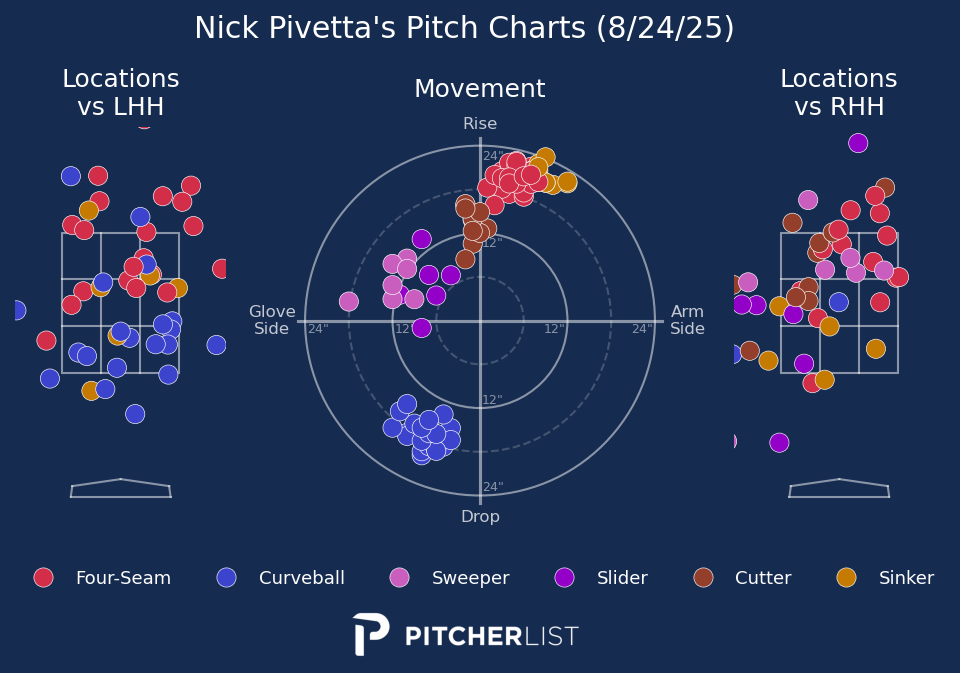 Nick Pivetta's Pitch Charts (8/24/25)
Locations
vs LHH
Movement
Locations
vs RHH
Rise
24"
12"
Glove
Side
24"
12"
12"
24"
Arm
Side
12"
24"
Drop
Four-Seam
Curveball
Sweeper
Slider
Cutter
Sinker
PITCHERLIST